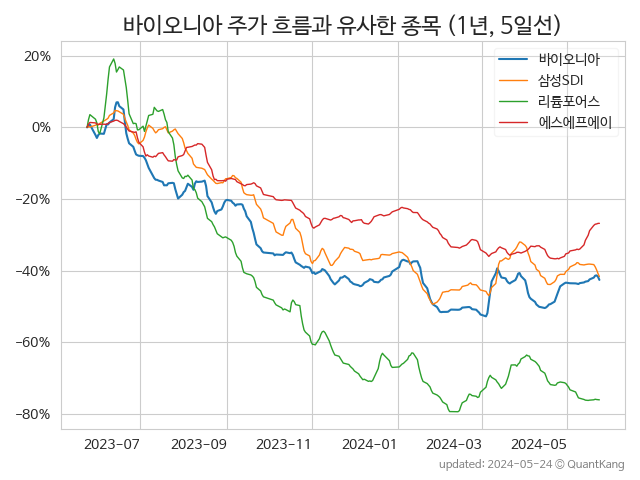 바이오니아 주가 흐름과 유사한 종목 (1년, 5일선)
바이오니아
삼성SDI
리튬포어스
에스에프에이
20%
0%
−20%
−40%
−60%
−80%
2023-07
2023-09
2023-11
2024-01
2024-03
2024-05
updated: 2024-05-24 © QuantKang